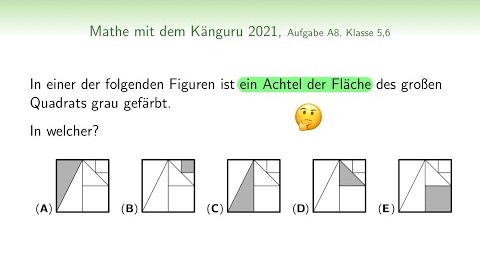 Mathe mit dem Känguru 2021, Aufgabe A8, Klasse 5,6
In einer der folgenden Figuren ist ein Achtel der Fläche des großen
Quadrats grau gefärbt.
In welcher?
(A) (B) (C) (D) (E)